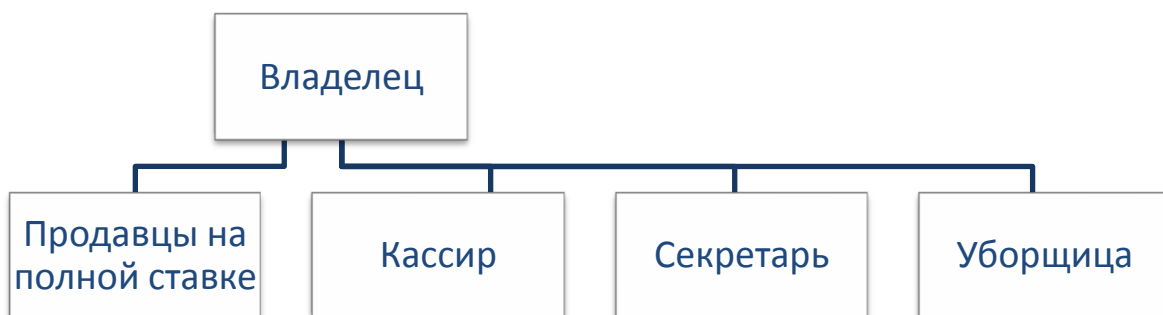 Владелец
Продавцы на
полной ставке
Кассир
Секретарь
Уборщица